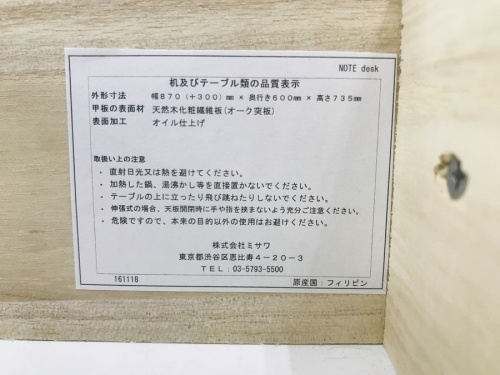 NOTE desk
机及びテーブル類の品質表示
外形寸法 幅870（+300）㎜ × 奥行き600㎜ × 高さ735㎜
甲板の表面材 天然木化粧繊維板(オーク突板)
表面加工 オイル仕上げ
取扱い上の注意
・ 直射日光又は熱を避けてください。
・ 加熱した鍋、湯沸かし等を直接置かないでください。
・ テーブルの上に立ったり飛び跳ねたりしないでください。
・ 伸張式の場合、天板開閉時に手や指を挟まないよう充分ご注意ください。
・ 危険ですので、本来の目的以外の使用はお避けください。
株式会社ミサワ
東京都渋谷区恵比寿4－20－3
TEL：03-5793-5500
16111B 原産国：フィリピン